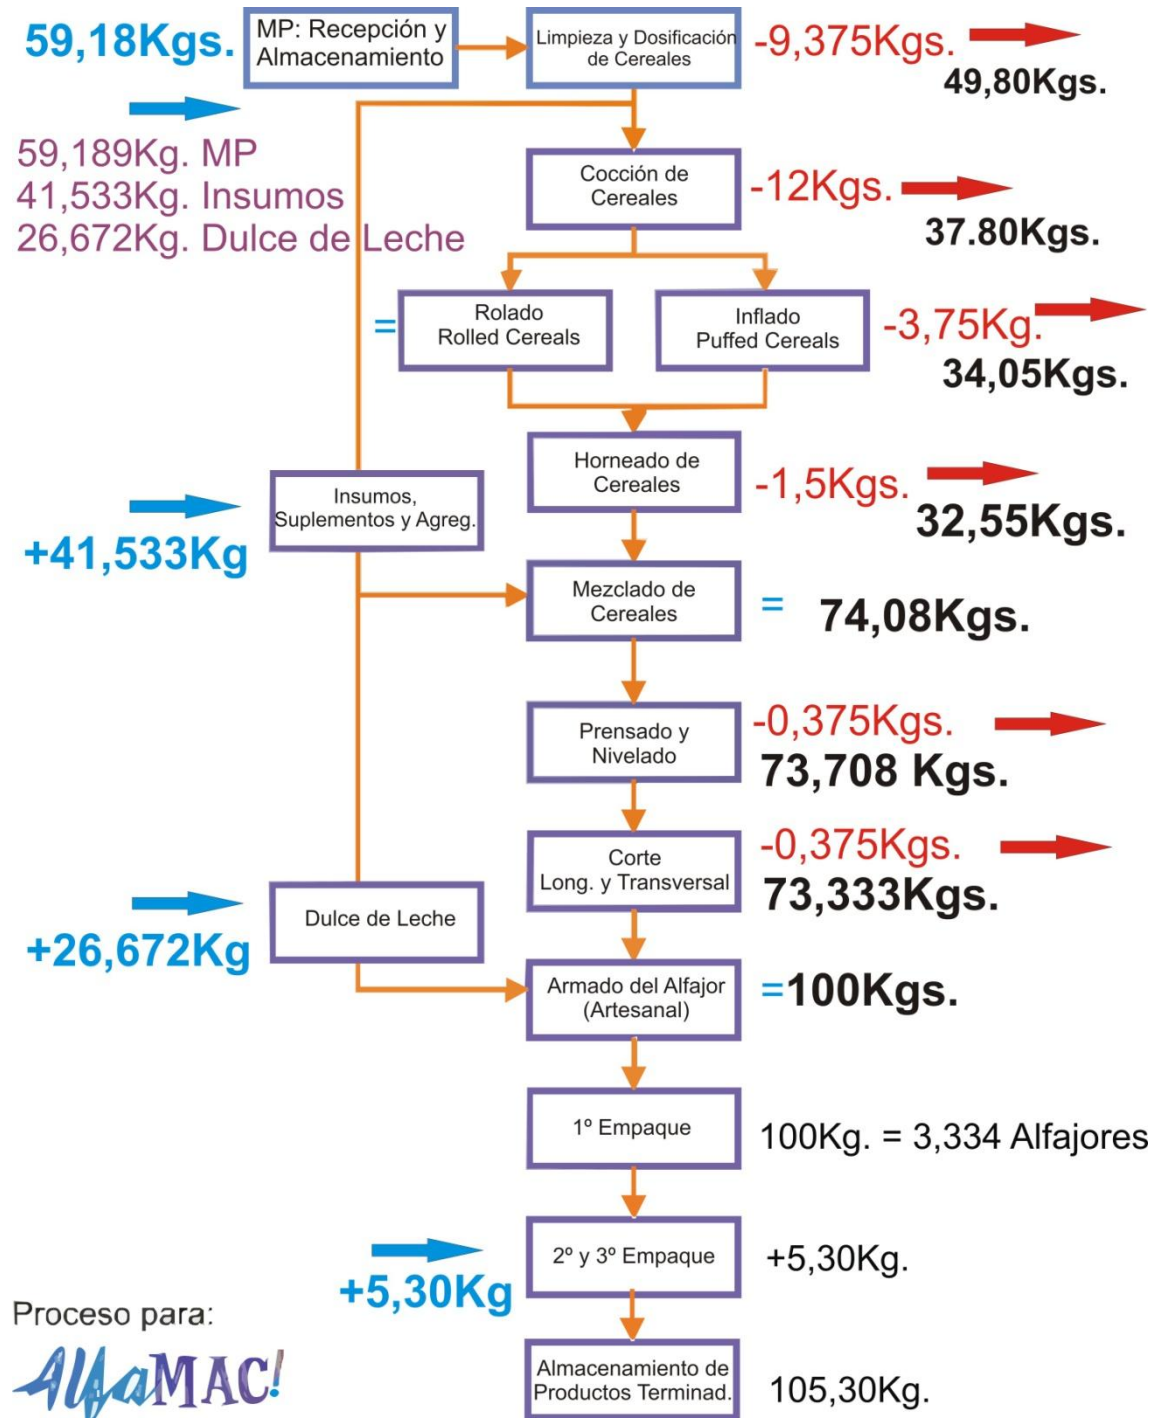 59,18Kgs.
MP: Recepción y
Almacenamiento
Limpieza y Dosificación
de Cereales
-9,375Kgs.
49,80Kgs.
59,189Kg. MP
41,533Kg. Insumos
26,672Kg. Dulce de Leche
Cocción de
Cereales
-12Kgs.
37.80Kgs.
=
Rolado
Rolled Cereals
Inflado
Puffed Cereals
-3,75Kg.
34,05Kgs.
Horneado de
Cereales
-1,5Kgs.
32,55Kgs.
Insumos,
Suplementos y Agreg.
+41,533Kg
Mezclado de
Cereales
= 74,08Kgs.
Prensado y
Nivelado
-0,375Kgs.
73,708 Kgs.
Corte
Long. y Transversal
-0,375Kgs.
73,333Kgs.
Dulce de Leche
+26,672Kg
Armado del Alfajor
(Artesanal)
=100Kgs.
1º Empaque
100Kg. = 3,334 Alfajores
2º y 3º Empaque
+5,30Kg.
+5,30Kg
Almacenamiento de
Productos Terminad.
105,30Kg.
Proceso para:
AlfaMAC!